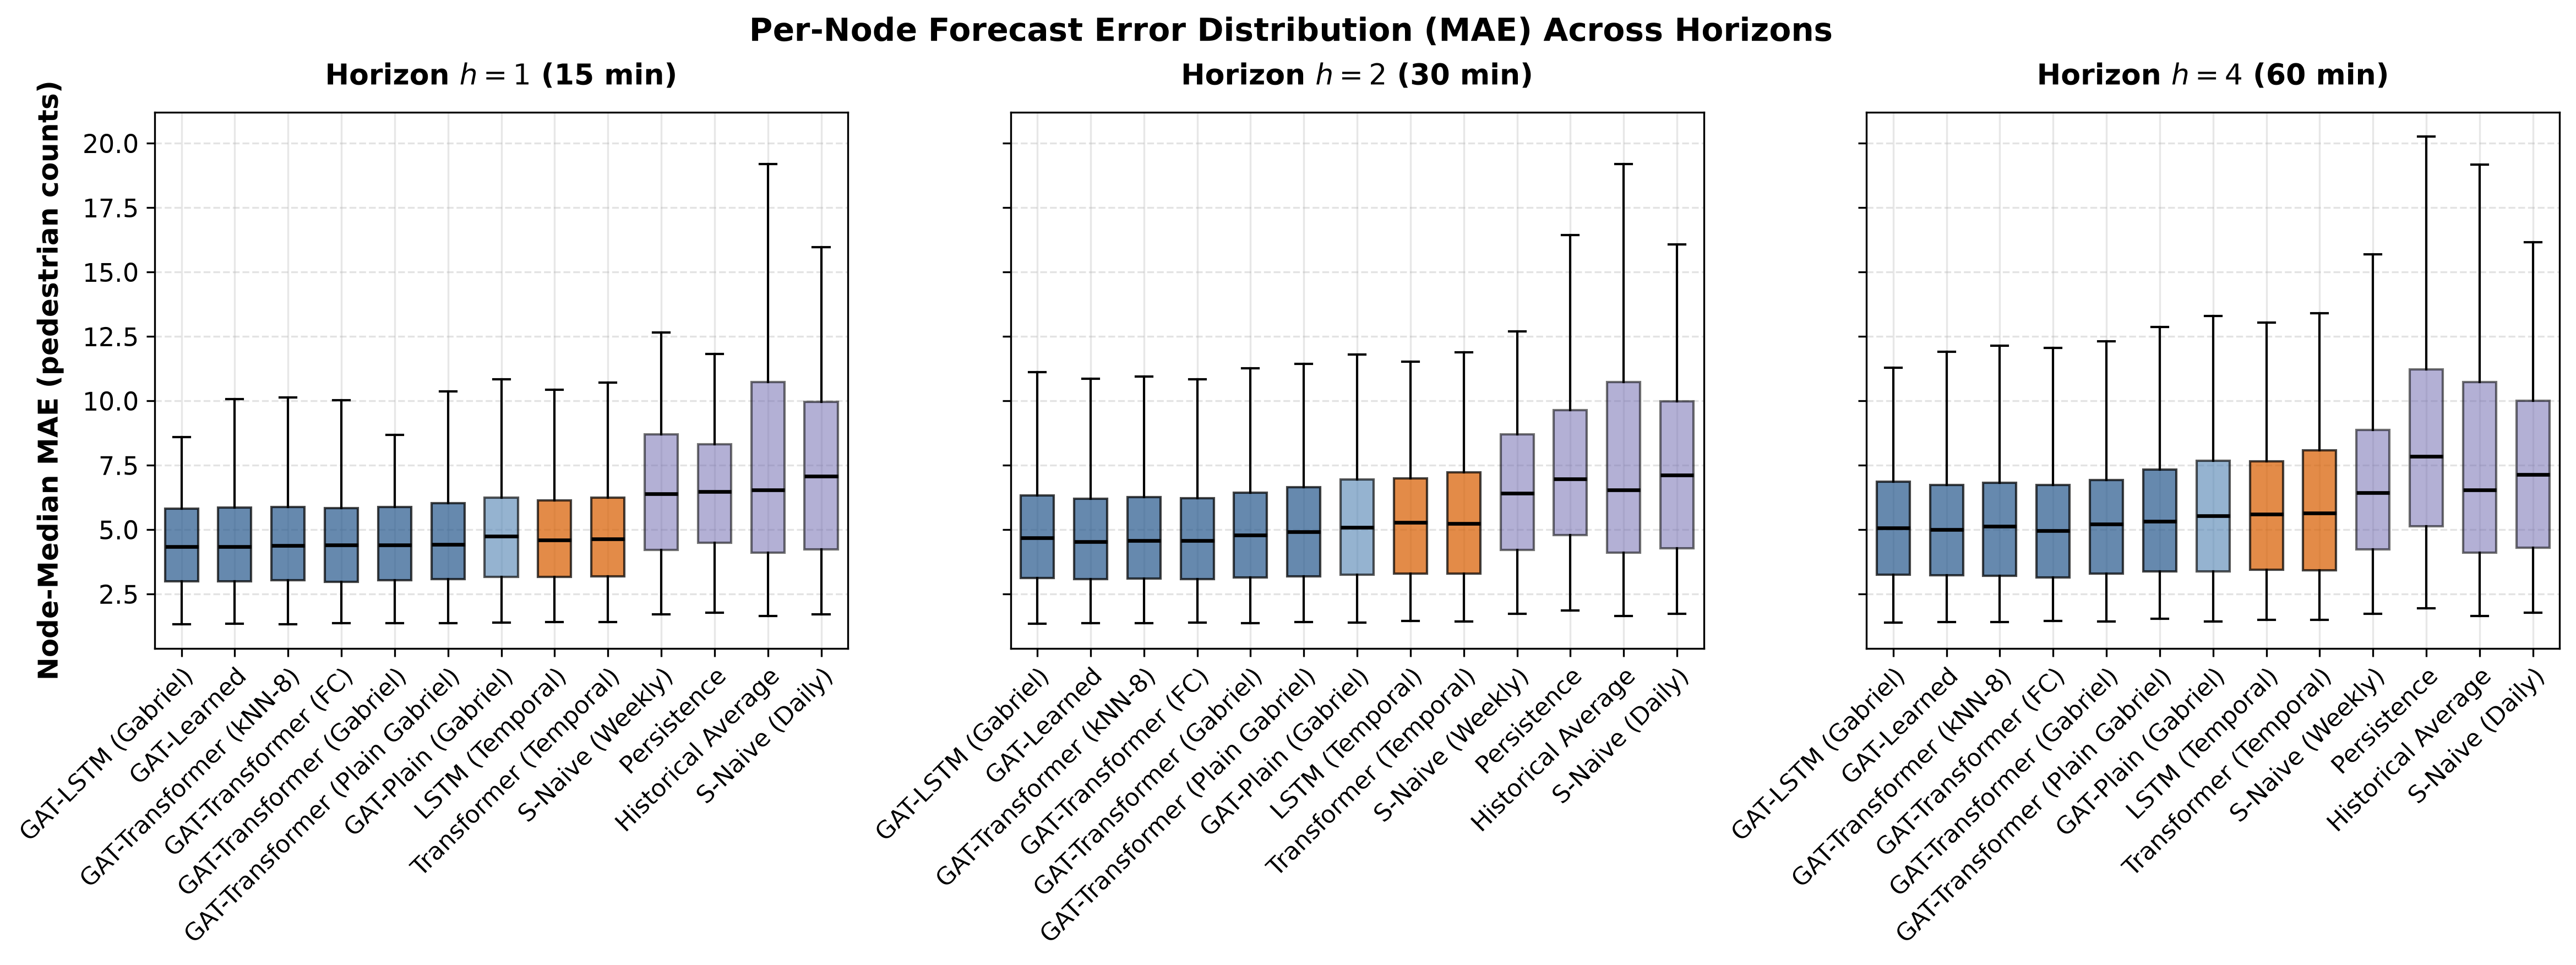 Per-Node Forecast Error Distribution (MAE) Across Horizons
Horizon h = 1 (15 min)
Horizon h = 2 (30 min)
Horizon h = 4 (60 min)
Node-Median MAE (pedestrian counts)
20.0
17.5
15.0
12.5
10.0
7.5
5.0
2.5
GAT-LSTM (Gabriel)
GAT-Learned
GAT-Transformer (kNN-8)
GAT-Transformer (FC)
GAT-Transformer (Gabriel)
GAT-Transformer (Plain Gabriel)
GAT-Plain (Gabriel)
LSTM (Temporal)
Transformer (Temporal)
S-Naive (Weekly)
Persistence
Historical Average
S-Naive (Daily)
GAT-LSTM (Gabriel)
GAT-Learned
GAT-Transformer (kNN-8)
GAT-Transformer (FC)
GAT-Transformer (Gabriel)
GAT-Transformer (Plain Gabriel)
GAT-Plain (Gabriel)
LSTM (Temporal)
Transformer (Temporal)
S-Naive (Weekly)
Persistence
Historical Average
S-Naive (Daily)
GAT-LSTM (Gabriel)
GAT-Learned
GAT-Transformer (kNN-8)
GAT-Transformer (FC)
GAT-Transformer (Gabriel)
GAT-Transformer (Plain Gabriel)
GAT-Plain (Gabriel)
LSTM (Temporal)
Transformer (Temporal)
S-Naive (Weekly)
Persistence
Historical Average
S-Naive (Daily)